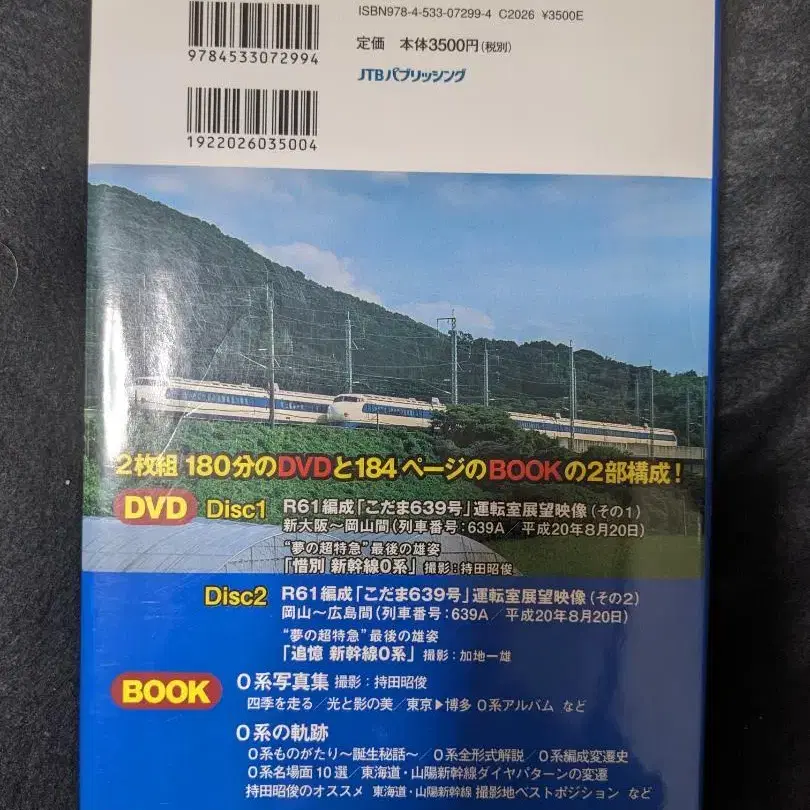 ISBN978-4-533-07299-4 C2026 ¥3500E
9784533072994
定価 本体3500円(税別)
JTBパブリッシング
1922026035004
2枚組 180分のDVDと184ページのBOOKの2部構成!
DVD Disc1 R61編成「こだま639号」運転室展望映像(その1)
新大阪~岡山間(列車番号:639A/平成20年8月20日)
“夢の超特急”最後の雄姿
「惜別 新幹線0系」撮影:持田昭俊
Disc2 R61編成「こだま639号」運転室展望映像(その2)
岡山~広島間(列車番号:639A/平成20年8月20日)
“夢の超特急”最後の雄姿
「追憶 新幹線0系」撮影:加地一雄
BOOK 0系写真集 撮影:持田昭俊
四季を走る/光と影の美/東京▶博多 0系アルバム など
0系の軌跡
0系ものがたり~誕生秘話~/0系全形式解説/0系編成変遷史
0系名場面10選/東海道・山陽新幹線ダイヤパターンの変遷
持田昭俊のオススメ 東海道・山陽新幹線 撮影地ベストポジション など